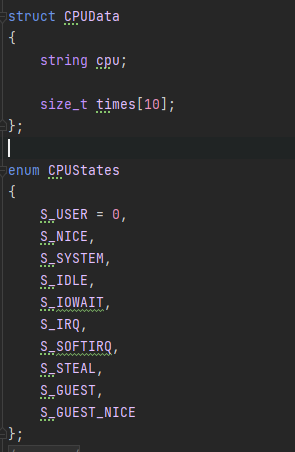 struct CPUData
{
string cpu;
size_t times[10];
};
enum CPUStates
{
S_USER = 0,
S_NICE,
S_SYSTEM,
S_IDLE,
S_IOWAIT,
S_IRQ,
S_SOFTIRQ,
S_STEAL,
S_GUEST,
S_GUEST_NICE
};